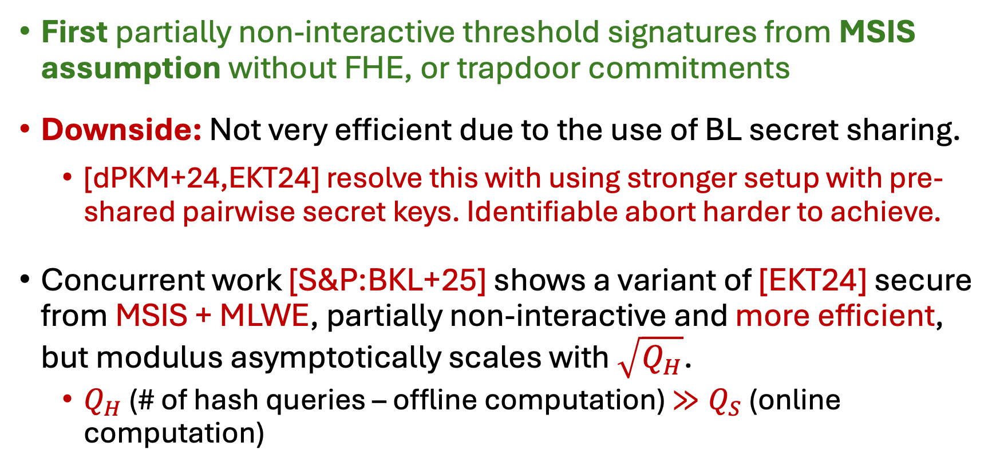 • First partially non-interactive threshold signatures from MSIS
assumption without FHE, or trapdoor commitments
• Downside: Not very efficient due to the use of BL secret sharing.
• [dPKM+24,EKT24] resolve this with using stronger setup with pre-
shared pairwise secret keys. Identifiable abort harder to achieve.
• Concurrent work [S&P:BKL+25] shows a variant of [EKT24] secure
from MSIS + MLWE, partially non-interactive and more efficient,
but modulus asymptotically scales with √Q_H.
• Q_H (# of hash queries – offline computation) ≫ Q_S (online
computation)